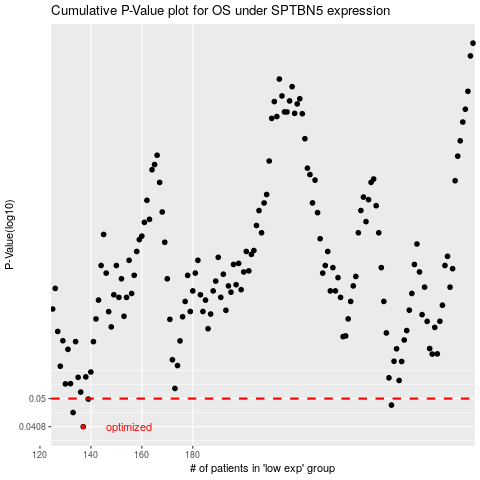 Cumulative P-Value plot for OS under SPTBN5 expression
P-Value(log10)
0.05
0.0408
optimized
120 140 160 180
# of patients in 'low exp' group